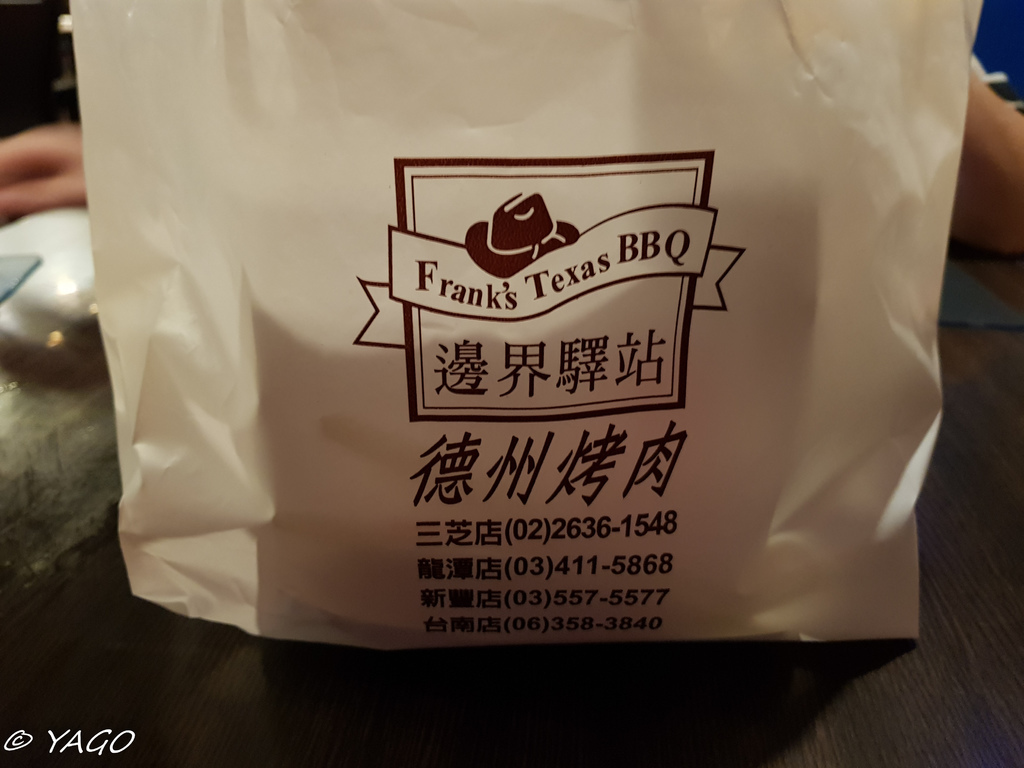 Frank's Texas BBQ
邊界驛站
德州烤肉
三芝店(02)2636-1548
龍潭店(03)411-5868
新豐店(03)557-5577
台南店(06)358-3840
© YAGO